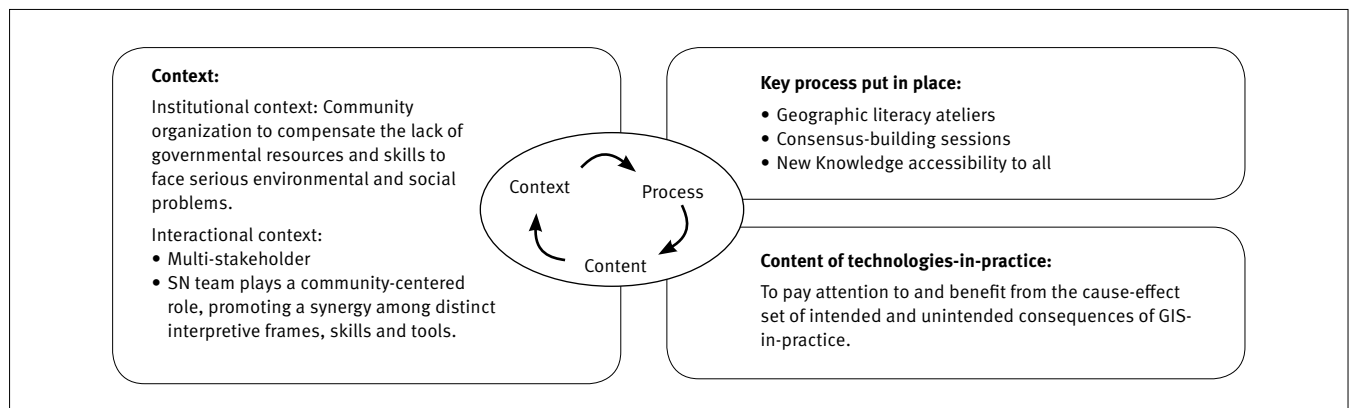 Context:
Institutional context: Community
organization to compensate the lack of
governmental resources and skills to
face serious environmental and social
problems.
Interactional context:
• Multi-stakeholder
• SN team plays a community-centered
role, promoting a synergy among distinct
interpretive frames, skills and tools.
Context
Process
Content
Key process put in place:
• Geographic literacy ateliers
• Consensus-building sessions
• New Knowledge accessibility to all
Content of technologies-in-practice:
To pay attention to and benefit from the cause-effect
set of intended and unintended consequences of GIS-
in-practice.